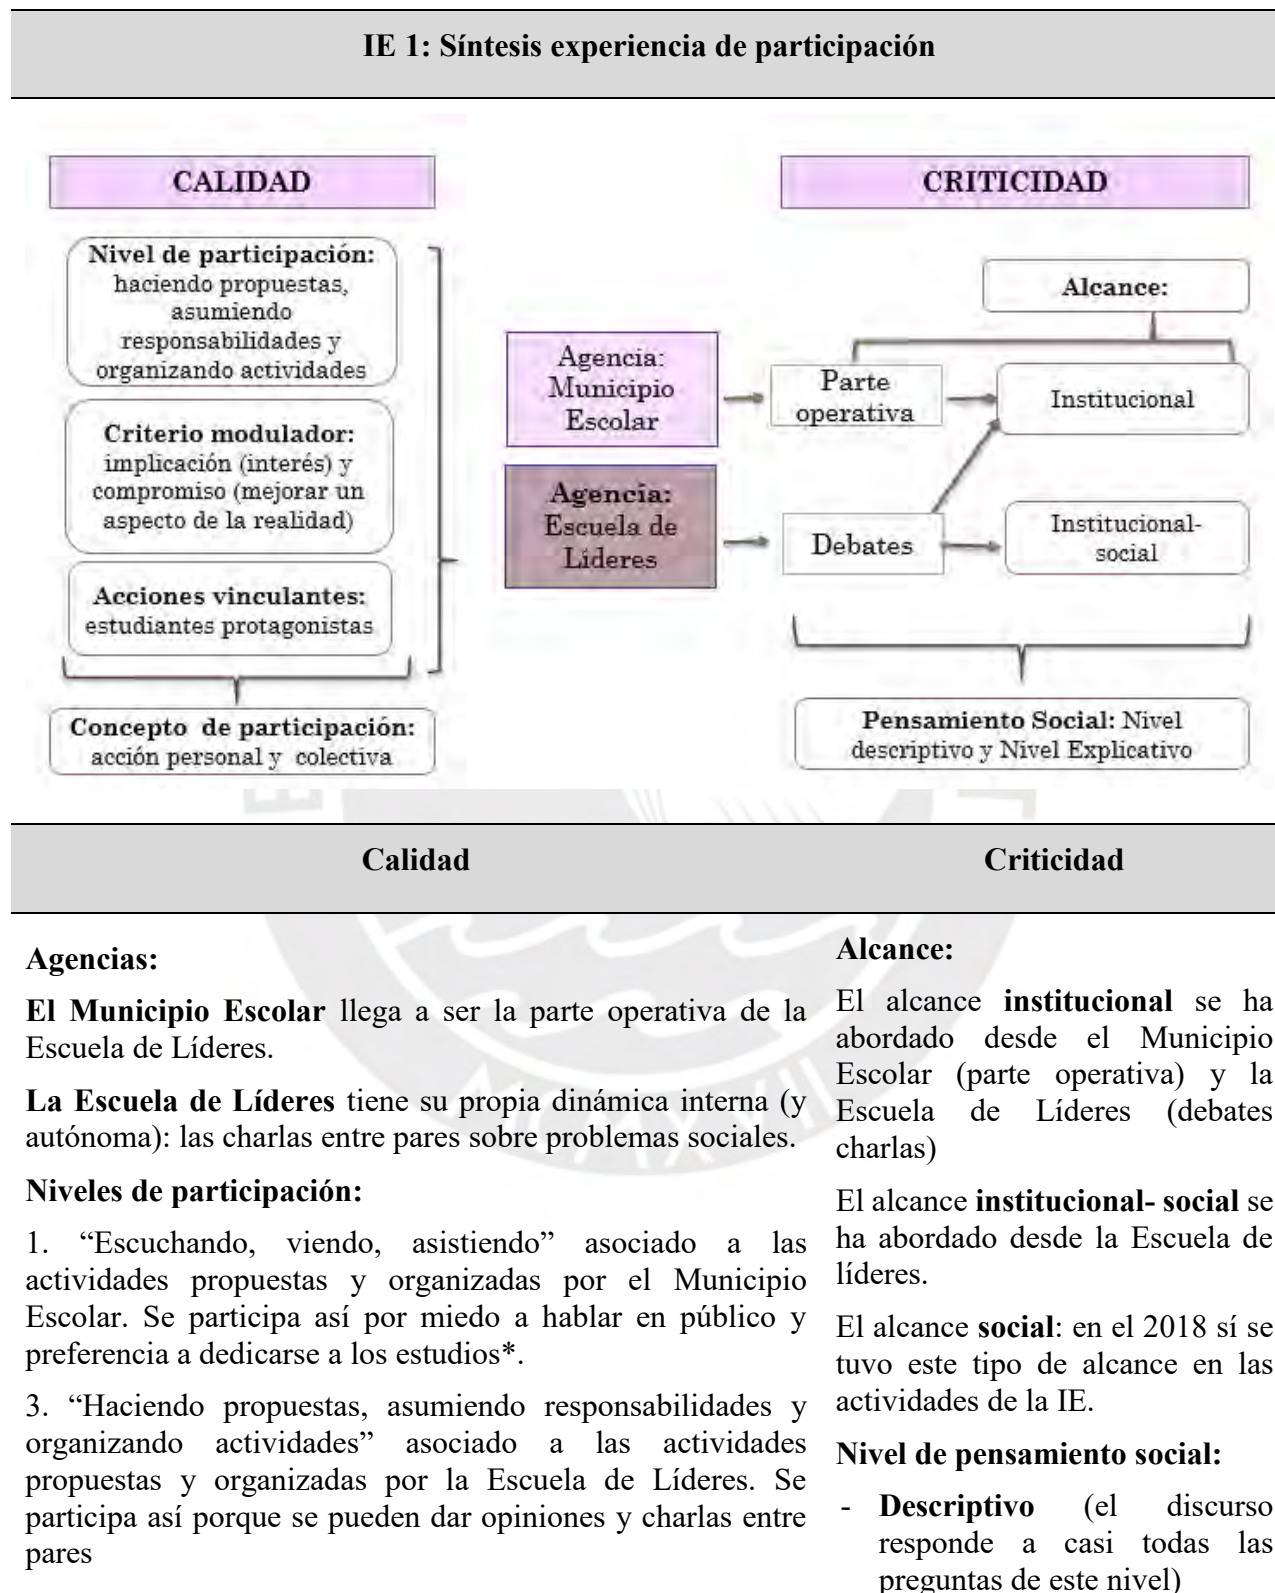 IE 1: Síntesis experiencia de participación
CALIDAD
Nivel de participación:
haciendo propuestas,
asumiendo
responsabilidades y
organizando actividades
Criterio modulador:
implicación (interés) y
compromiso (mejorar un
aspecto de la realidad)
Acciones vinculantes:
estudiantes protagonistas
Concepto de participación:
acción personal y colectiva
Agencia:
Municipio
Escolar
Agencia:
Escuela de
Líderes
CRITICIDAD
Alcance:
Parte
operativa
Institucional
Debates
Institucional-
social
Pensamiento Social: Nivel
descriptivo y Nivel Explicativo
Calidad
Agencias:
El Municipio Escolar llega a ser la parte operativa de la
Escuela de Líderes.
La Escuela de Líderes tiene su propia dinámica interna (y
autónoma): las charlas entre pares sobre problemas sociales.
Niveles de participación:
1. “Escuchando, viendo, asistiendo” asociado a las
actividades propuestas y organizadas por el Municipio
Escolar. Se participa así por miedo a hablar en público y
preferencia a dedicarse a los estudios*.
3. “Haciendo propuestas, asumiendo responsabilidades y
organizando actividades” asociado a las actividades
propuestas y organizadas por la Escuela de Líderes. Se
participa así porque se pueden dar opiniones y charlas entre
pares
Criticidad
Alcance:
El alcance institucional se ha
abordado desde el Municipio
Escolar (parte operativa) y la
Escuela de Líderes (debates
charlas)
El alcance institucional- social se
ha abordado desde la Escuela de
líderes.
El alcance social: en el 2018 sí se
tuvo este tipo de alcance en las
actividades de la IE.
Nivel de pensamiento social:
- Descriptivo (el discurso
responde a casi todas las
preguntas de este nivel)
MCMXVII